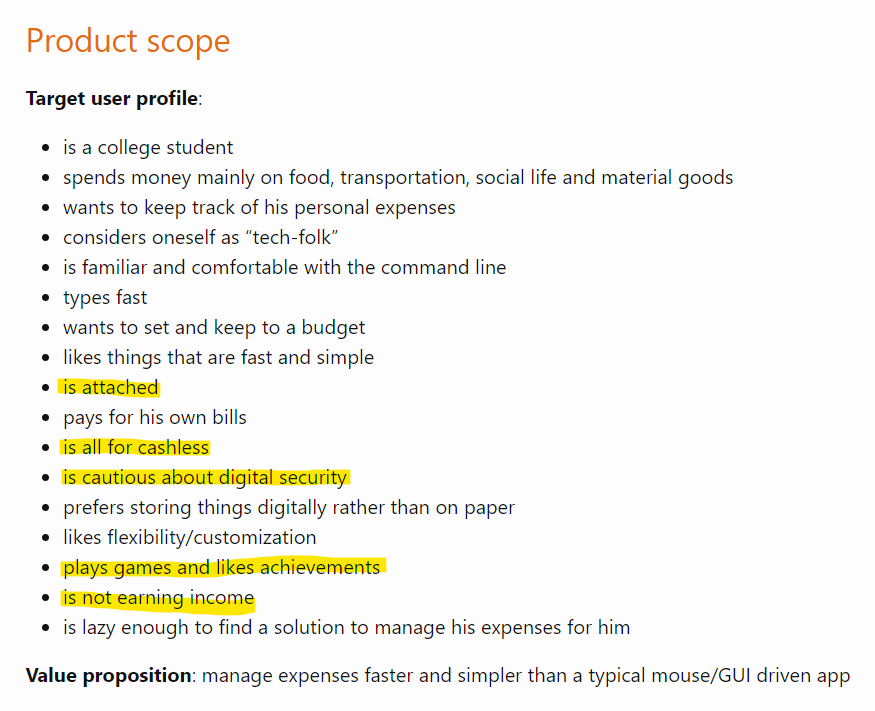 Product scope
Target user profile:
is a college student
spends money mainly on food, transportation, social life and material goods
wants to keep track of his personal expenses
considers oneself as “tech-folk”
is familiar and comfortable with the command line
types fast
wants to set and keep to a budget
likes things that are fast and simple
is attached
pays for his own bills
is all for cashless
is cautious about digital security
prefers storing things digitally rather than on paper
likes flexibility/customization
plays games and likes achievements
is not earning income
is lazy enough to find a solution to manage his expenses for him
Value proposition: manage expenses faster and simpler than a typical mouse/GUI driven app